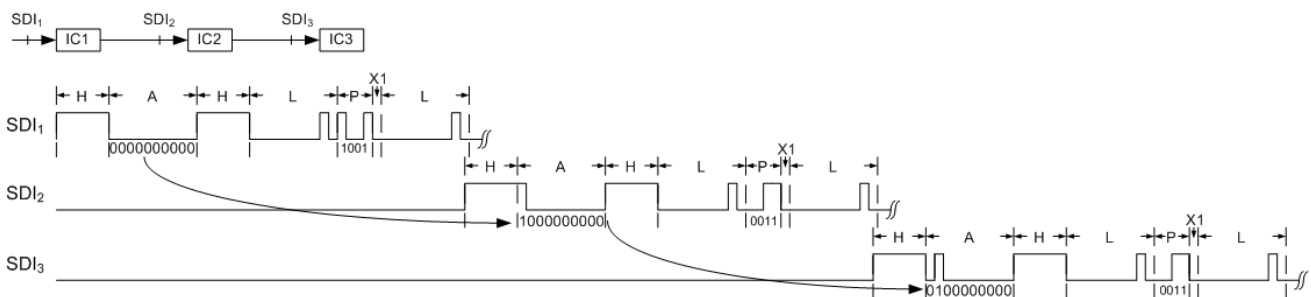 SDI1 SDI2 SDI3
IC1 IC2 IC3
X1
H A H L P L
SDI1
0000000000 1001
X1
H A H L P L
SDI2
1000000000 0011
X1
H A H L P L
SDI3
0100000000 0011